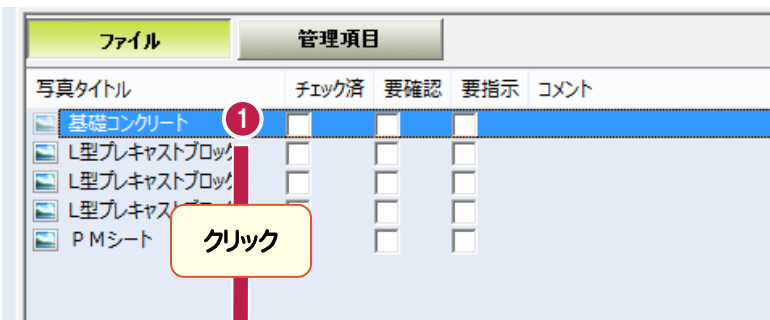 ファイル 管理項目
写真タイトル チェック済 要確認 要指示 コメント
基礎コンクリート 1
L型プレキャストブロック
L型プレキャストブロック
L型プレキャス
PMシート
クリック